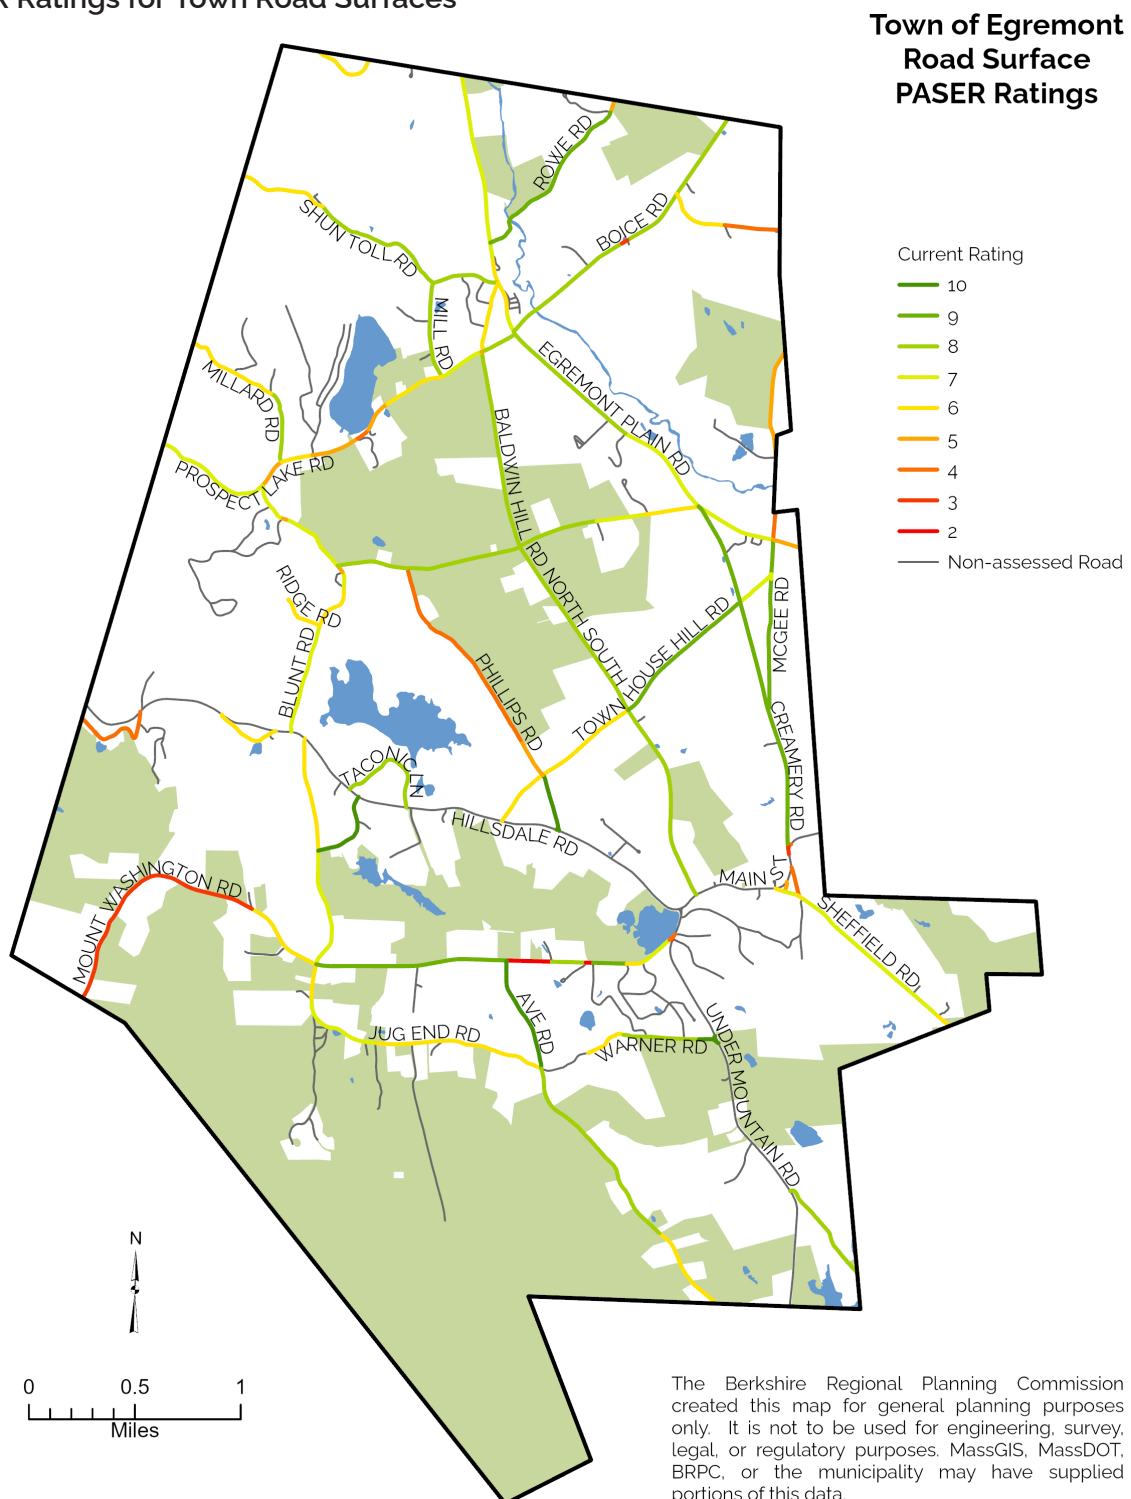 R Ratings for Town Road Surfaces
Town of Egremont
Road Surface
PASER Ratings
ROWE RD
BOICE RD
SHUN TOLL RD
MILL RD
EGREMONT PLAIN RD
MILLARD RD
BALDWIN HILL RD NORTH SOUTH
PROSPECT LAKE RD
RIDGE RD
BLUNT RD
TOWN HOUSE HILL RD
MCGEE RD
PHILLIPS RD
CREAMERY RD
TACONIC LN
HILLSDALE RD
MAIN ST
SHEFFIELD RD
MOUNT WASHINGTON RD
AVE RD
JUG END RD
WARNER RD
UNDER MOUNTAIN RD
Current Rating
10
9
8
7
6
5
4
3
2
Non-assessed Road
N
0 0.5 1
Miles
The Berkshire Regional Planning Commission
created this map for general planning purposes
only. It is not to be used for engineering, survey,
legal, or regulatory purposes. MassGIS, MassDOT,
BRPC, or the municipality may have supplied
portions of this data.